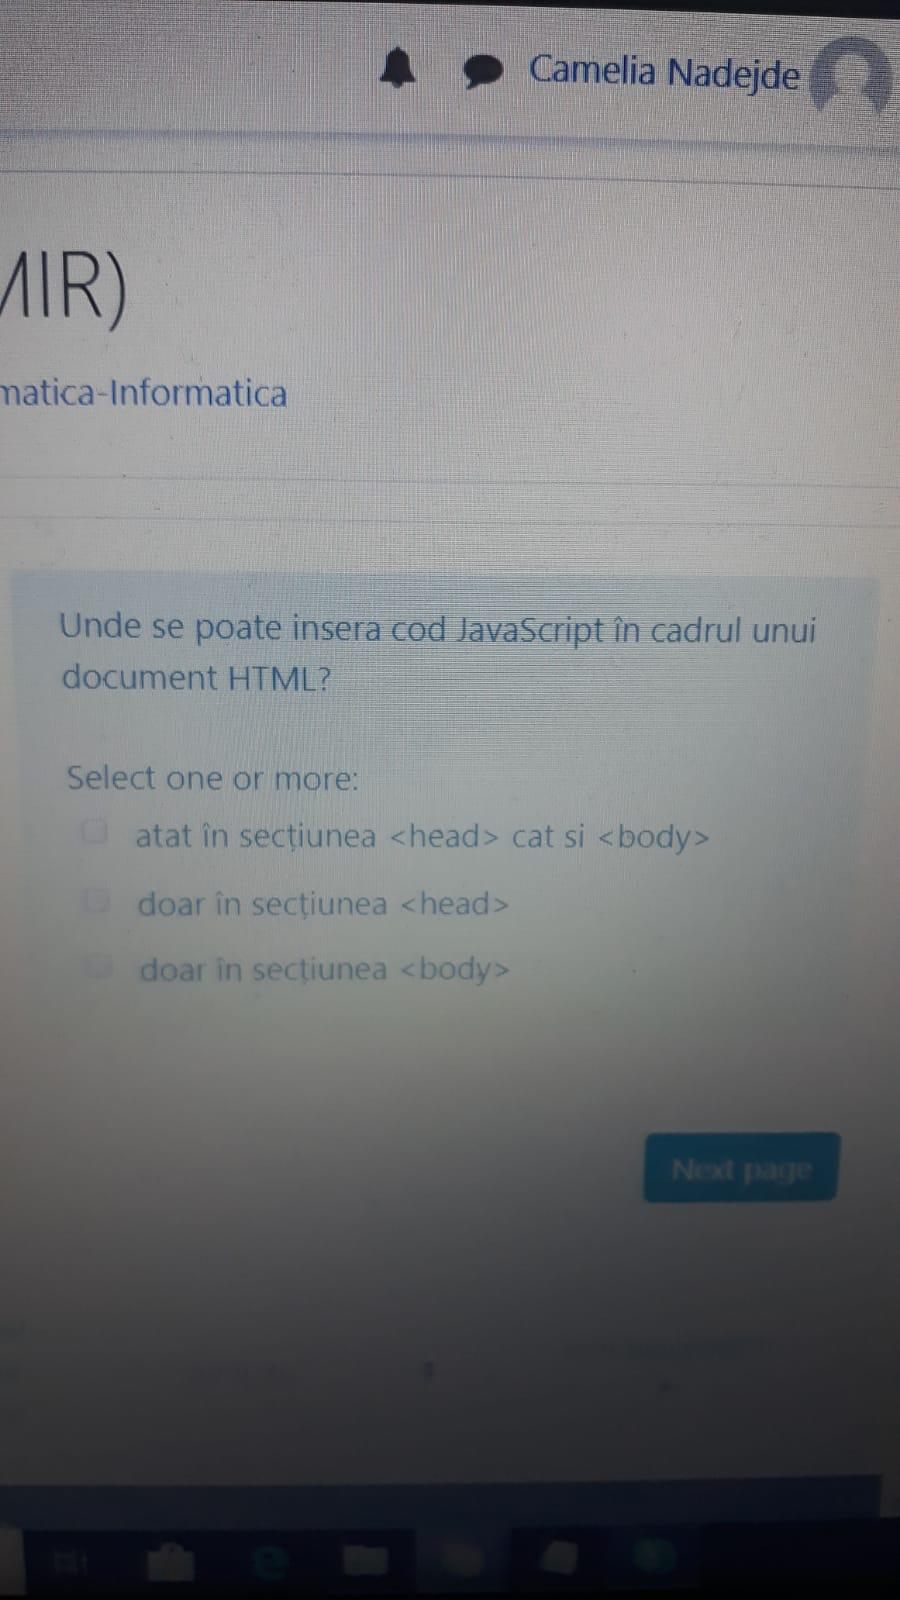 Camelia Nadejde
MIR)
matica-Informatica
Unde se poate insera cod JavaScript în cadrul unui
document HTML?
Select one or more:
atat în secțiunea <head> cat si <body>
doar în secțiunea <head>
doar în secțiunea <body>
Next page